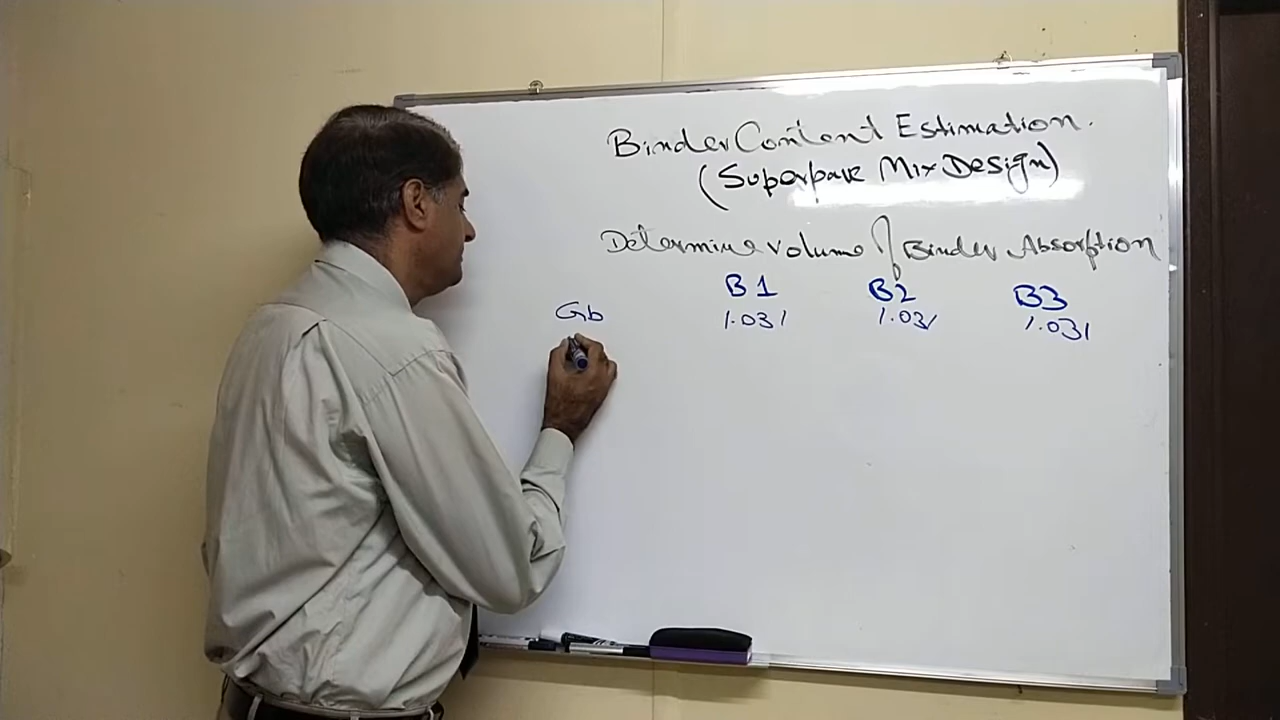 Binder Content Estimation.
(Superpave Mix Design)
Determine volume of Binder Absorption
B1 B2 B3
Gb 1.031 1.031 1.031